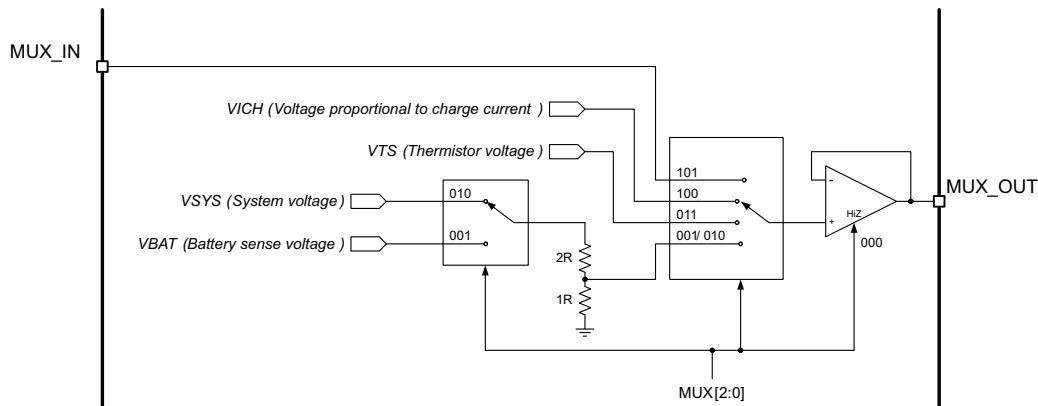 MUX_IN
VICH (Voltage proportional to charge current )
VTS (Thermistor voltage )
101
-
MUX_OUT
VSYS (System voltage )
010
100
+
HiZ
011
000
VBAT (Battery sense voltage )
001
001/ 010
2R
1R
MUX[2:0]